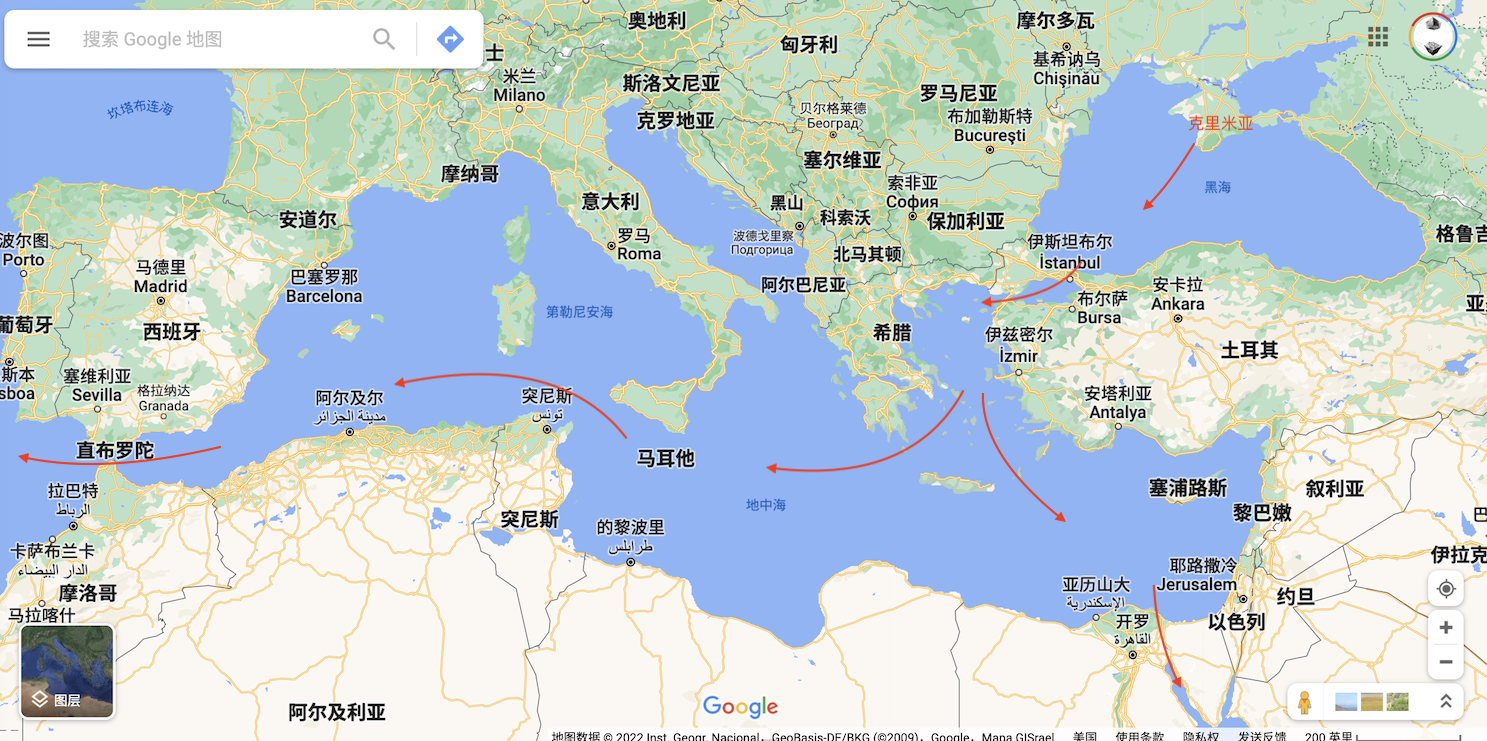 搜索 Google 地图
奥地利
摩尔多瓦
匈牙利
士
基希讷乌
Chișinău
米兰
Milano
斯洛文尼亚
罗马尼亚
坎塔布连海
贝尔格莱德
Београд
布加勒斯特
București
克罗地亚
克里米亚
塞尔维亚
摩纳哥
黑海
意大利
黑山
索非亚
София
安道尔
科索沃
保加利亚
波尔图
Porto
罗马
Roma
波德戈里察
Подгорица
北马其顿
伊斯坦布尔
İstanbul
格鲁吉
马德里
Madrid
巴塞罗那
Barcelona
阿尔巴尼亚
安卡拉
Ankara
布尔萨
Bursa
第勒尼安海
葡萄牙
西班牙
希腊
伊兹密尔
İzmir
土耳其
斯本
sboa
塞维利亚
Sevilla
格拉纳达
Granada
阿尔及尔
مدينة الجزائر
突尼斯
تونس
安塔利亚
Antalya
直布罗陀
马耳他
拉巴特
الرباط
地中海
塞浦路斯
叙利亚
黎巴嫩
突尼斯
的黎波里
طرابلس
卡萨布兰卡
الدار البيضاء
伊拉克
摩洛哥
亚历山大
الإسكندرية
耶路撒冷
Jerusalem
约旦
马拉喀什
开罗
القاهرة
以色列
图层
阿尔及利亚
Google
地图数据 © 2022 Inst. Geogr. Nacional，GeoBasis-DE/BKG (©2009)，Google，Mapa GISrael
美国
使用条款
隐私权
发送反馈
200 英里